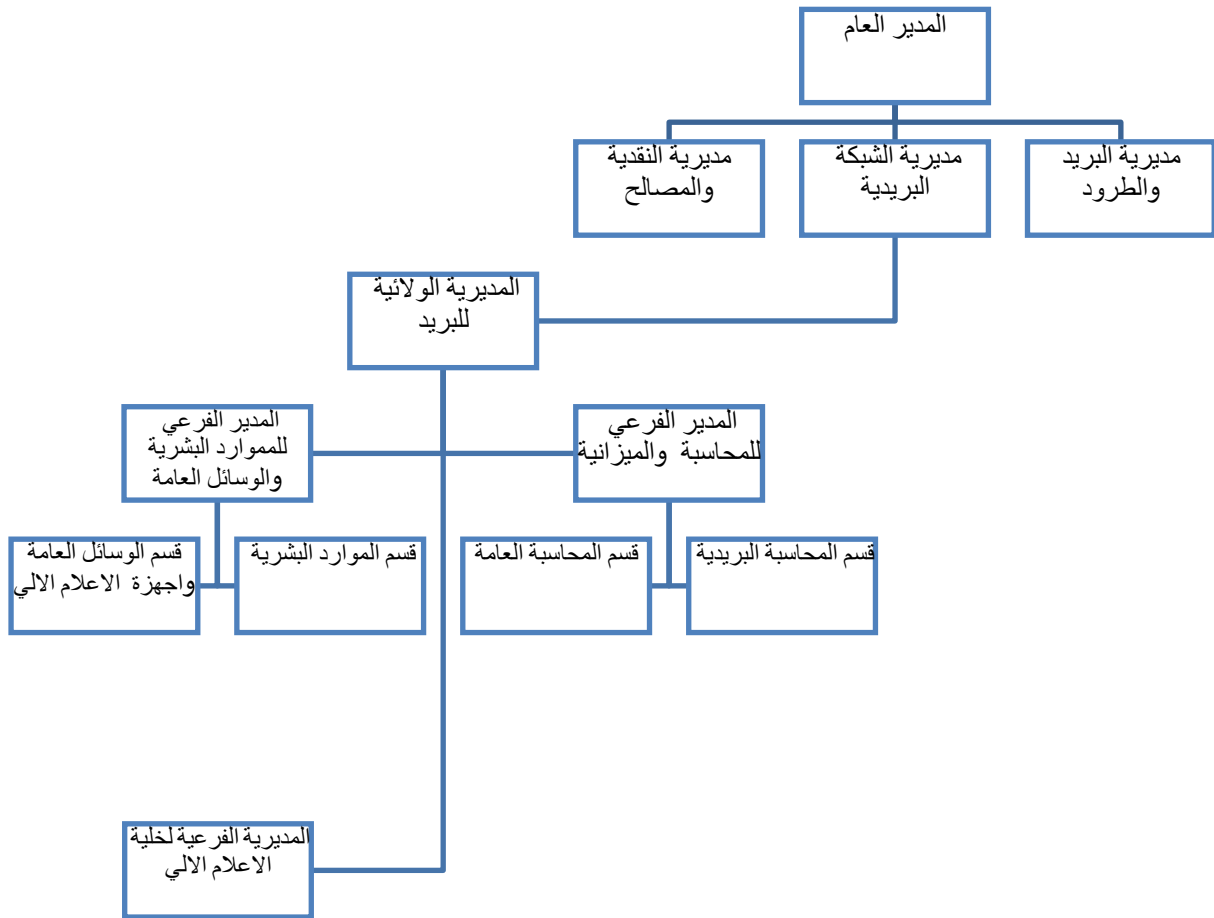 المدير العام
مديرية البريد
والطرود
مديرية الشبكة
البريدية
مديرية النقدية
والمصالح
المديرية الولائية
للبريد
المدير الفرعي
للمحاسبة والميزانية
المدير الفرعي
للمموارد البشرية
والوسائل العامة
قسم المحاسبة البريدية
قسم المحاسبة العامة
قسم الموارد البشرية
قسم الوسائل العامة
واجهزة الاعلام الالي
المديرية الفرعية لخلية
الاعلام الالي